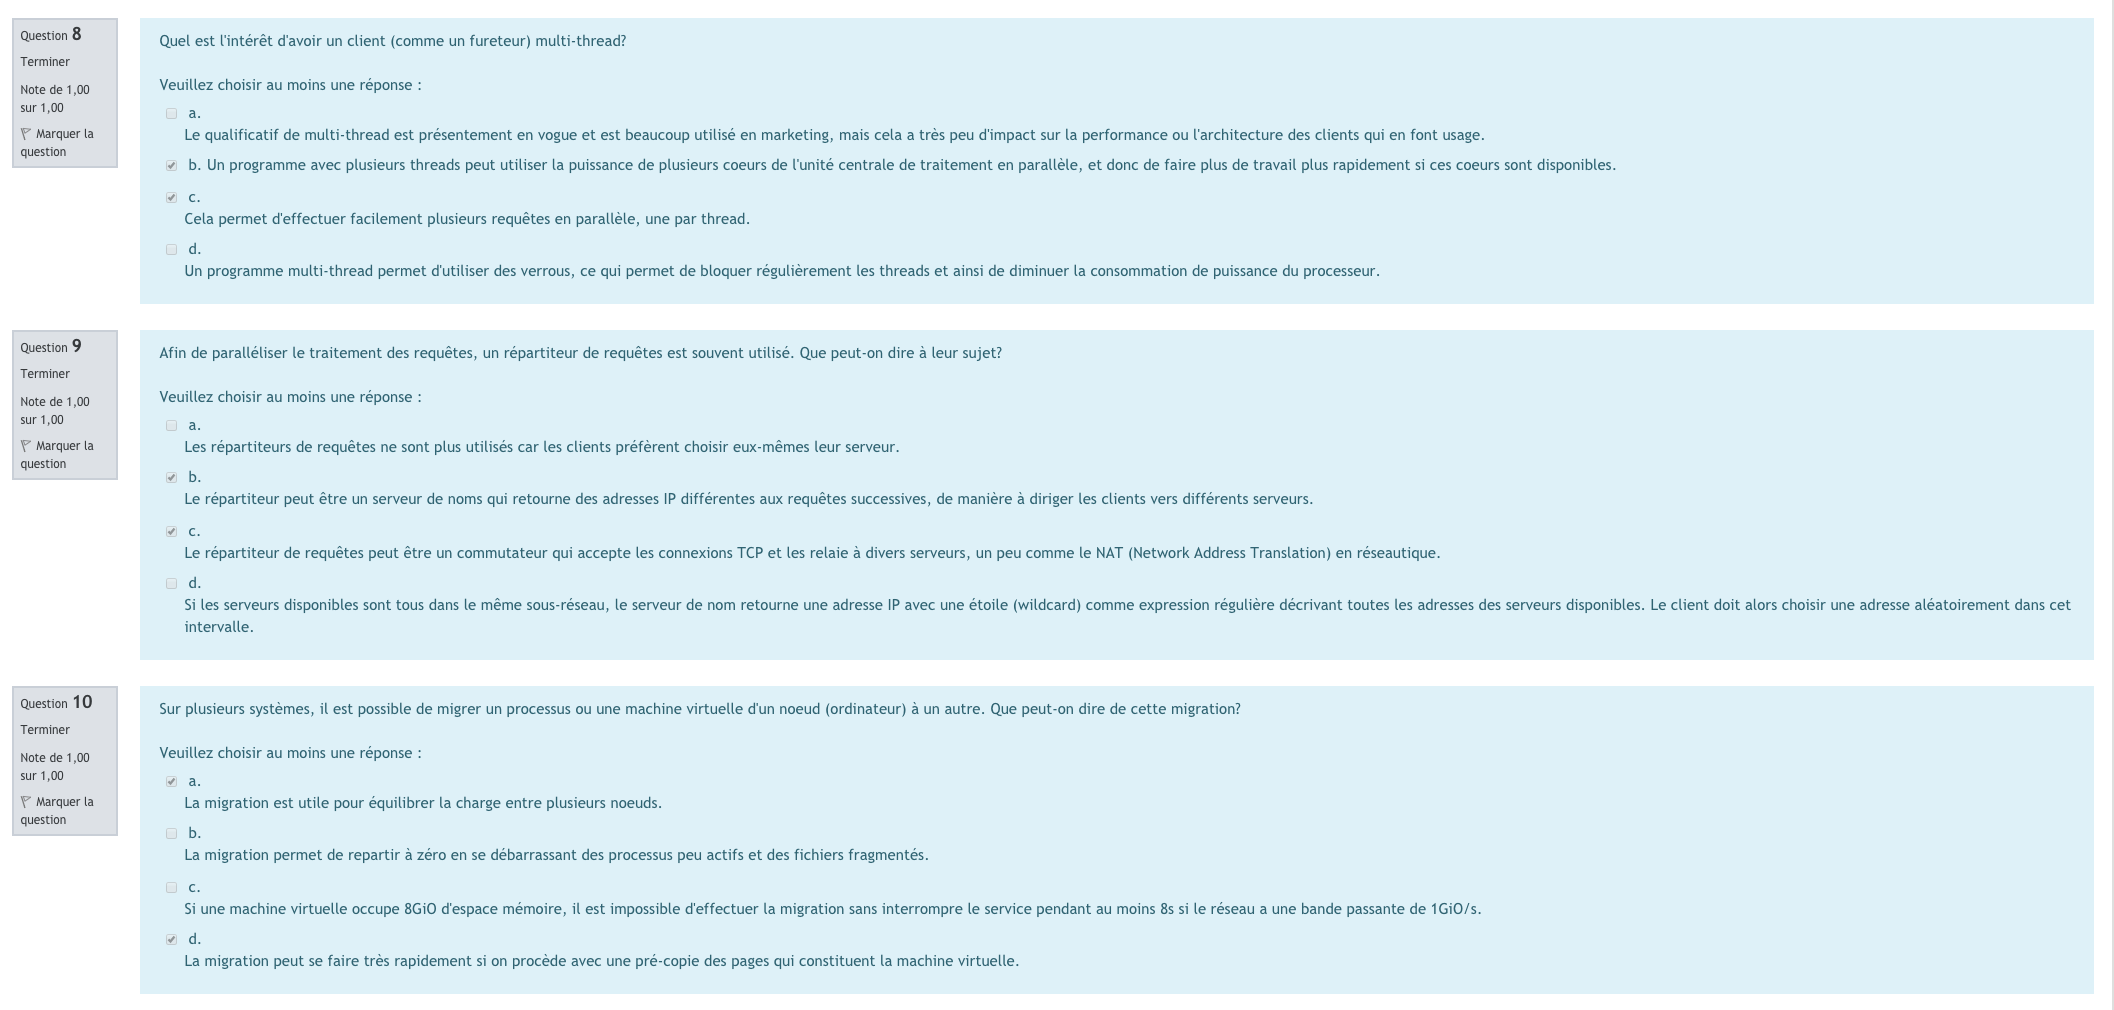 Question 8
Terminer
Note de 1,00
sur 1,00
Marquer la
question
Quel est l'intérêt d'avoir un client (comme un fureteur) multi-thread?
Veuillez choisir au moins une réponse :
a.
Le qualificatif de multi-thread est présentement en vogue et est beaucoup utilisé en marketing, mais cela a très peu d'impact sur la performance ou l'architecture des clients qui en font usage.
b. Un programme avec plusieurs threads peut utiliser la puissance de plusieurs coeurs de l'unité centrale de traitement en parallèle, et donc de faire plus de travail plus rapidement si ces coeurs sont disponibles.
c.
Cela permet d'effectuer facilement plusieurs requêtes en parallèle, une par thread.
d.
Un programme multi-thread permet d'utiliser des verrous, ce qui permet de bloquer régulièrement les threads et ainsi de diminuer la consommation de puissance du processeur.
Question 9
Terminer
Note de 1,00
sur 1,00
Marquer la
question
Afin de paralléliser le traitement des requêtes, un répartiteur de requêtes est souvent utilisé. Que peut-on dire à leur sujet?
Veuillez choisir au moins une réponse :
a.
Les répartiteurs de requêtes ne sont plus utilisés car les clients préfèrent choisir eux-mêmes leur serveur.
b.
Le répartiteur peut être un serveur de noms qui retourne des adresses IP différentes aux requêtes successives, de manière à diriger les clients vers différents serveurs.
c.
Le répartiteur de requêtes peut être un commutateur qui accepte les connexions TCP et les relaie à divers serveurs, un peu comme le NAT (Network Address Translation) en réseautique.
d.
Si les serveurs disponibles sont tous dans le même sous-réseau, le serveur de nom retourne une adresse IP avec une étoile (wildcard) comme expression régulière décrivant toutes les adresses des serveurs disponibles. Le client doit alors choisir une adresse aléatoirement dans cet
intervalle.
Question 10
Terminer
Note de 1,00
sur 1,00
Marquer la
question
Sur plusieurs systèmes, il est possible de migrer un processus ou une machine virtuelle d'un noeud (ordinateur) à un autre. Que peut-on dire de cette migration?
Veuillez choisir au moins une réponse :
a.
La migration est utile pour équilibrer la charge entre plusieurs noeuds.
b.
La migration permet de repartir à zéro en se débarrassant des processus peu actifs et des fichiers fragmentés.
c.
Si une machine virtuelle occupe 8GiO d'espace mémoire, il est impossible d'effectuer la migration sans interrompre le service pendant au moins 8s si le réseau a une bande passante de 1GiO/s.
d.
La migration peut se faire très rapidement si on procède avec une pré-copie des pages qui constituent la machine virtuelle.